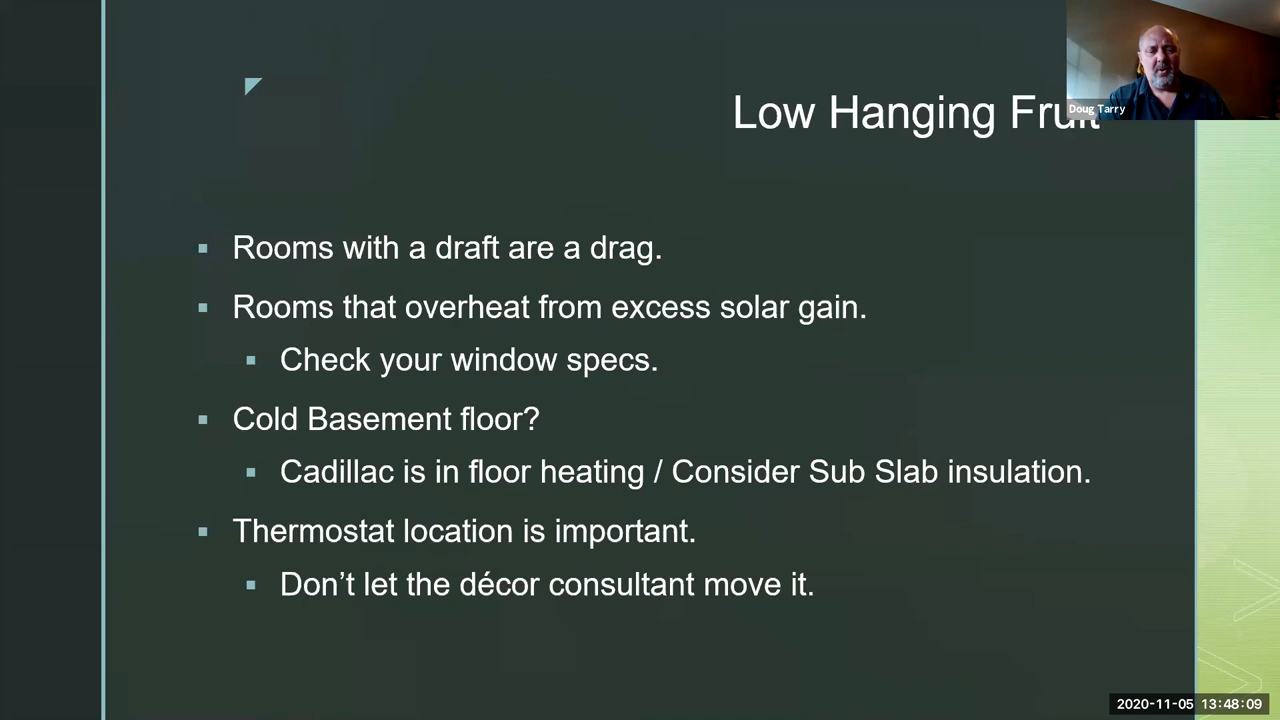 Low Hanging Fruit
Doug Tarry
Rooms with a draft are a drag.
Rooms that overheat from excess solar gain.
Check your window specs.
Cold Basement floor?
Cadillac is in floor heating / Consider Sub Slab insulation.
Thermostat location is important.
Don’t let the décor consultant move it.
2020-11-05 13:48:09